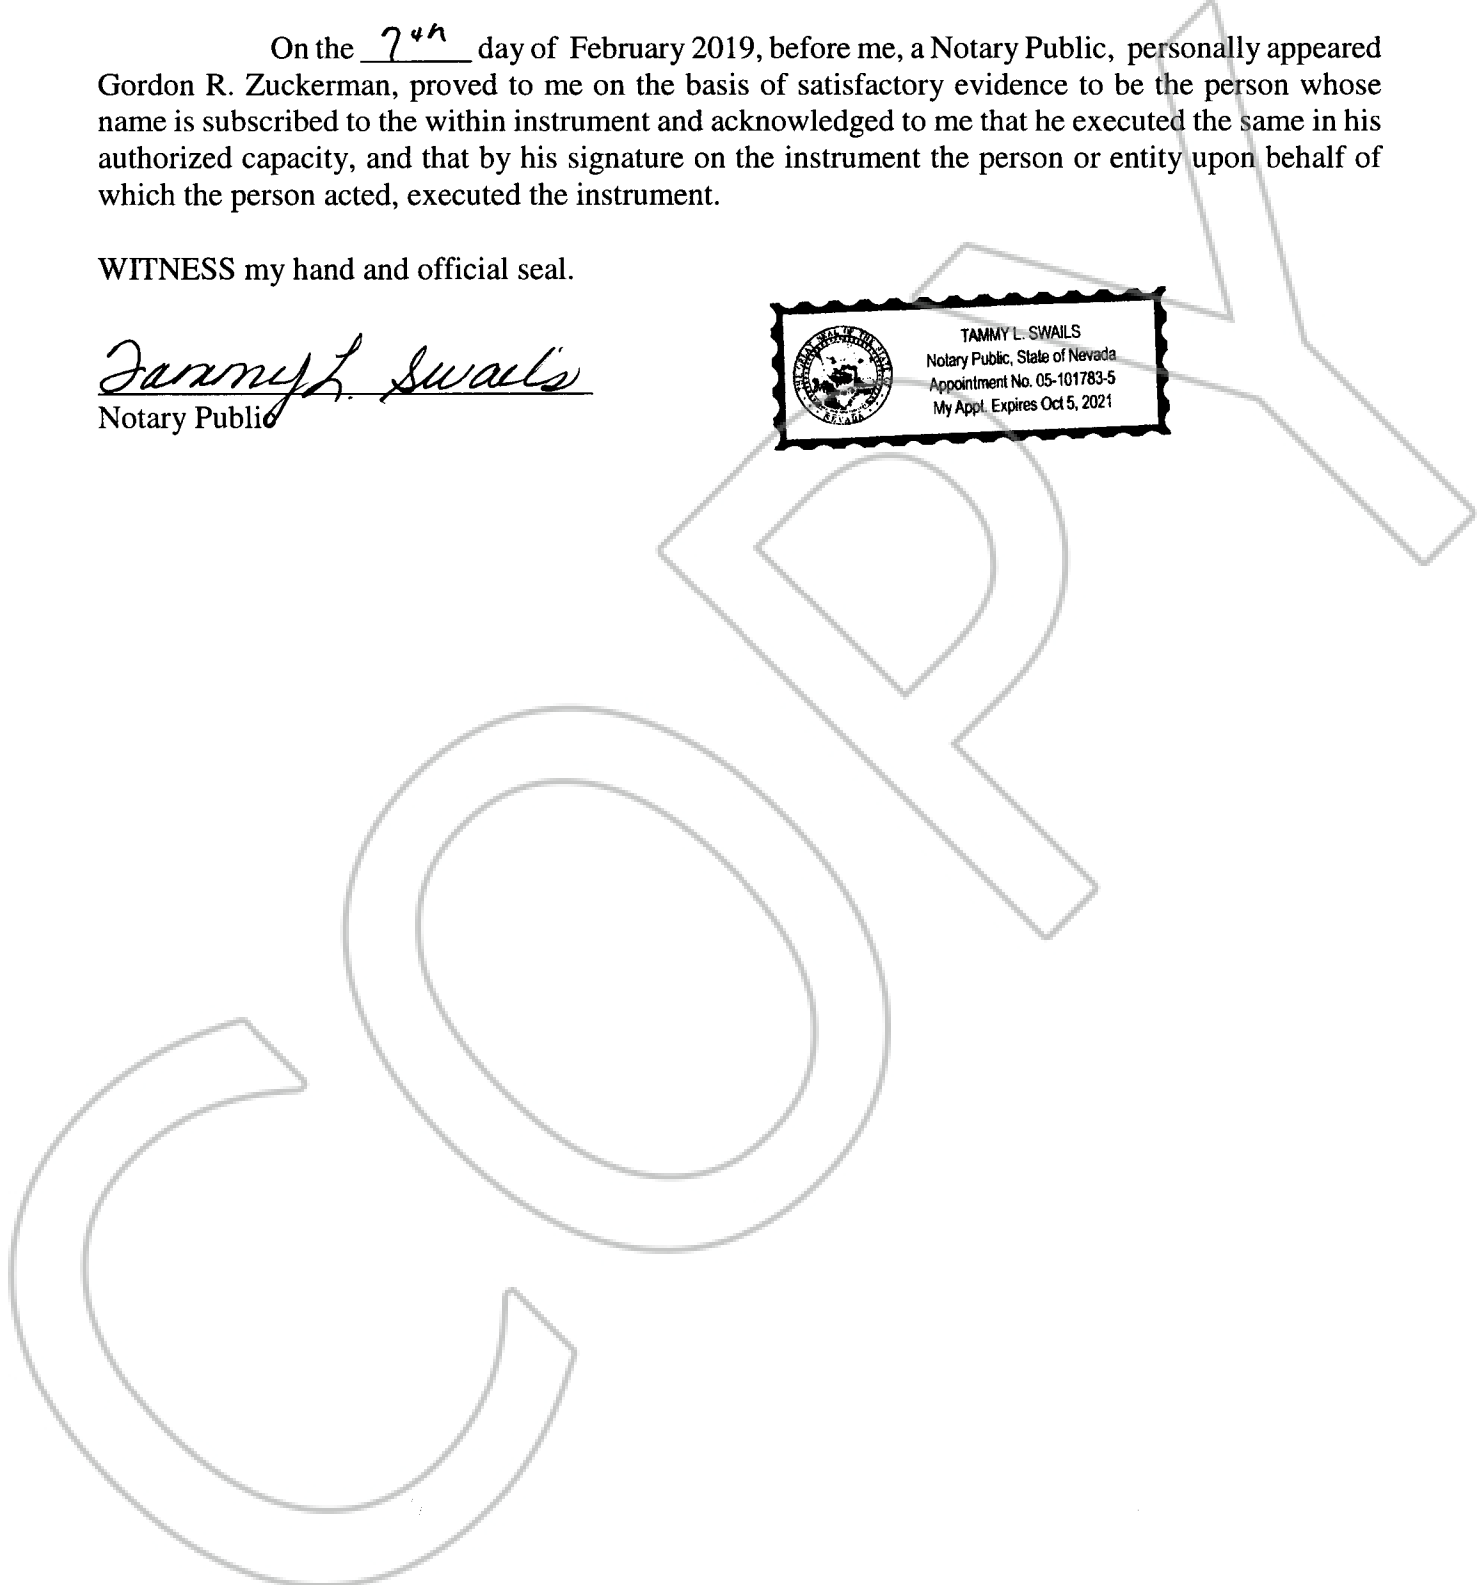 On the 7th day of February 2019, before me, a Notary Public, personally appeared
Gordon R. Zuckerman, proved to me on the basis of satisfactory evidence to be the person whose
name is subscribed to the within instrument and acknowledged to me that he executed the same in his
authorized capacity, and that by his signature on the instrument the person or entity upon behalf of
which the person acted, executed the instrument.
WITNESS my hand and official seal.
Tammy L. Swails
Notary Public
TAMMY L. SWAILS
Notary Public, State of Nevada
Appointment No. 05-101783-5
My Appt. Expires Oct 5, 2021
COPY